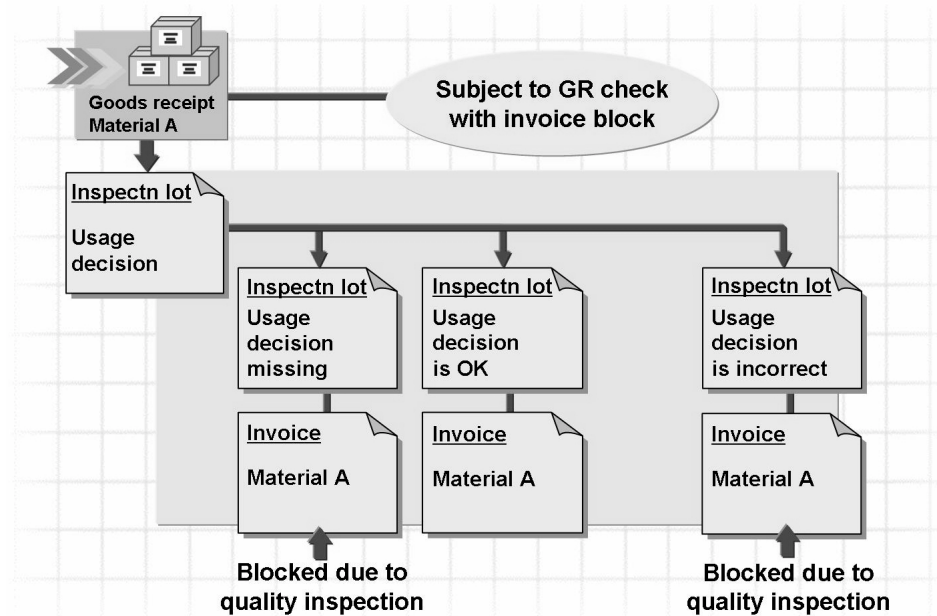 Goods receipt
Material A
Subject to GR check
with invoice block
Inspectn lot
Usage
decision
Inspectn lot
Usage
decision
missing
Inspectn lot
Usage
decision
is OK
Inspectn lot
Usage
decision
is incorrect
Invoice
Material A
Invoice
Material A
Invoice
Material A
Blocked due to
quality inspection
Blocked due to
quality inspection